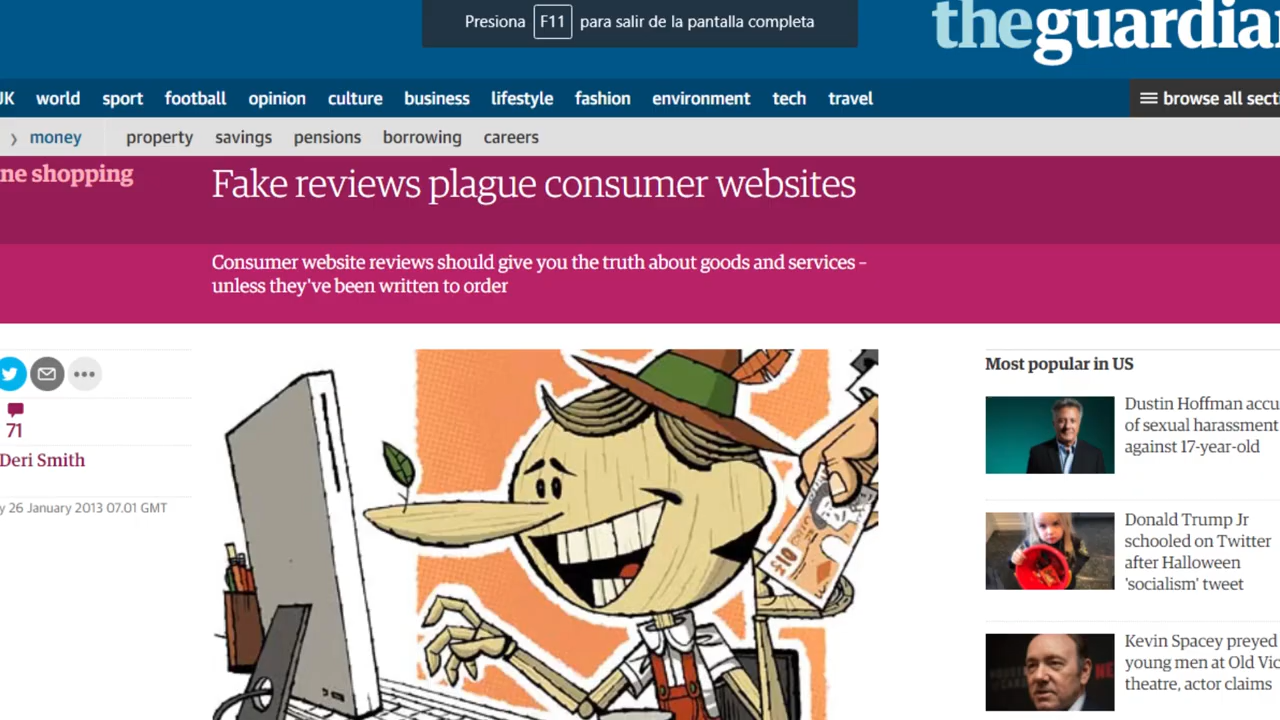 Presiona F11 para salir de la pantalla completa
theguardian
UK world sport football opinion culture business lifestyle fashion environment tech travel
browse all secti
money property savings pensions borrowing careers
ne shopping
Fake reviews plague consumer websites
Consumer website reviews should give you the truth about goods and services –
unless they've been written to order
71
Deri Smith
y 26 January 2013 07.01 GMT
£10
Most popular in US
Dustin Hoffman accu
of sexual harassment
against 17-year-old
Donald Trump Jr
schooled on Twitter
after Halloween
'socialism' tweet
Kevin Spacey preyed
young men at Old Vic
theatre, actor claims